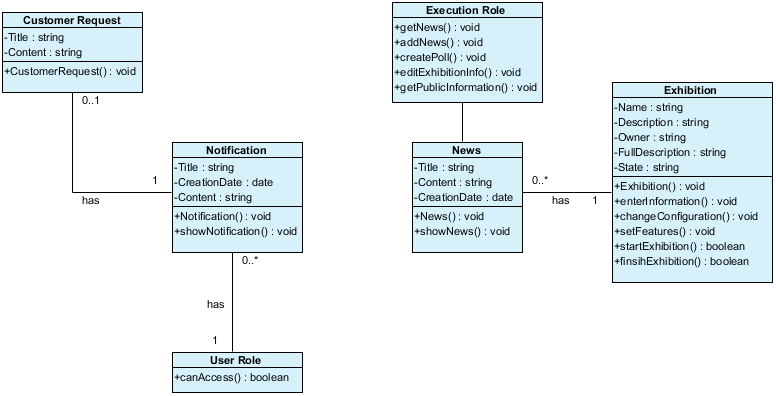 Customer Request
-Title : string
-Content : string
+CustomerRequest() : void
0..1
has
1
Notification
-Title : string
-CreationDate : date
-Content : string
+Notification() : void
+showNotification() : void
0..*
has
1
User Role
+canAccess() : boolean
Execution Role
+getNews() : void
+addNews() : void
+createPoll() : void
+editExhibitionInfo() : void
+getPublicInformation() : void
News
-Title : string
-Content : string
-CreationDate : date
+News() : void
+showNews() : void
0..*
has
1
Exhibition
-Name : string
-Description : string
-Owner : string
-FullDescription : string
-State : string
+Exhibition() : void
+enterInformation() : void
+changeConfiguration() : void
+setFeatures() : void
+startExhibition() : boolean
+finsihExhibition() : boolean